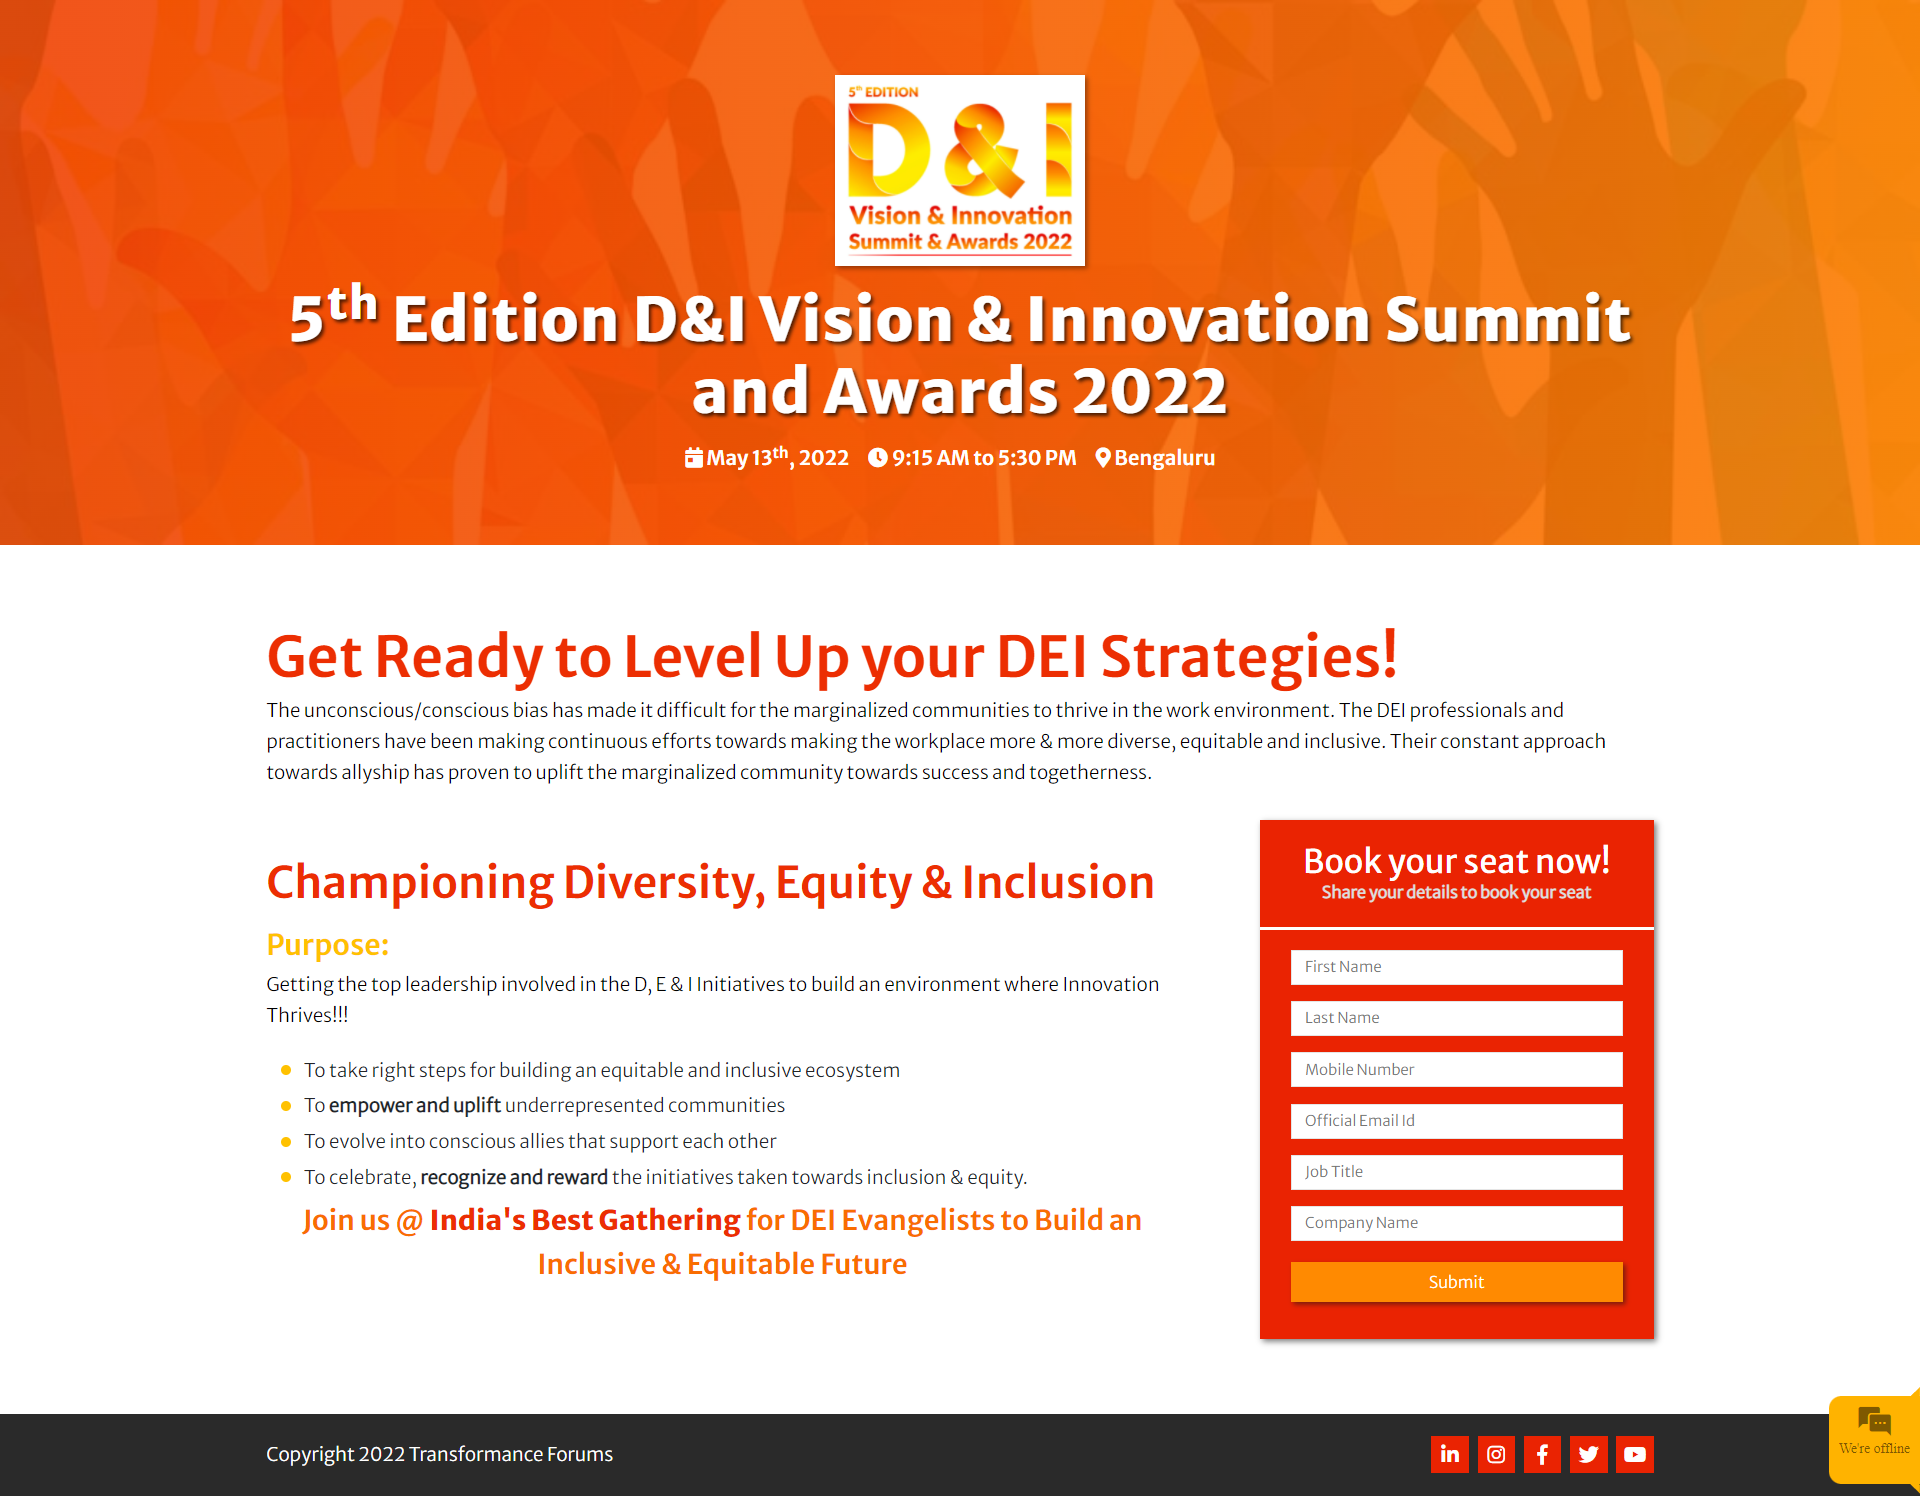 5th EDITION
D&I
Vision & Innovation
Summit & Awards 2022
5th Edition D&I Vision & Innovation Summit
and Awards 2022
May 13th, 2022 9:15 AM to 5:30 PM Bengaluru
Get Ready to Level Up your DEI Strategies!
The unconscious/conscious bias has made it difficult for the marginalized communities to thrive in the work environment. The DEI professionals and
practitioners have been making continuous efforts towards making the workplace more & more diverse, equitable and inclusive. Their constant approach
towards allyship has proven to uplift the marginalized community towards success and togetherness.
Championing Diversity, Equity & Inclusion
Purpose:
Getting the top leadership involved in the D, E & I Initiatives to build an environment where Innovation
Thrives!!!
To take right steps for building an equitable and inclusive ecosystem
To empower and uplift underrepresented communities
To evolve into conscious allies that support each other
To celebrate, recognize and reward the initiatives taken towards inclusion & equity.
Join us @ India's Best Gathering for DEI Evangelists to Build an
Inclusive & Equitable Future
Book your seat now!
Share your details to book your seat
First Name
Last Name
Mobile Number
Official Email Id
Job Title
Company Name
Submit
Copyright 2022 Transformance Forums
We're offline